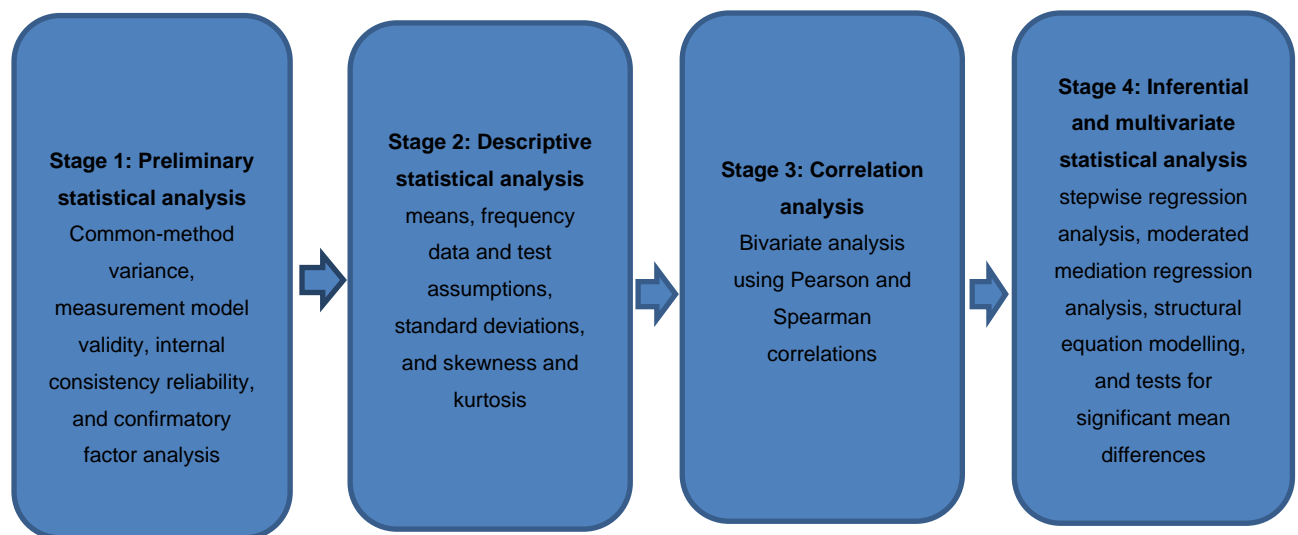 Stage 1: Preliminary
statistical analysis
Common-method
variance,
measurement model
validity, internal
consistency reliability,
and confirmatory
factor analysis
Stage 2: Descriptive
statistical analysis
means, frequency
data and test
assumptions,
standard deviations,
and skewness and
kurtosis
Stage 3: Correlation
analysis
Bivariate analysis
using Pearson and
Spearman
correlations
Stage 4: Inferential
and multivariate
statistical analysis
stepwise regression
analysis, moderated
mediation regression
analysis, structural
equation modelling,
and tests for
significant mean
differences